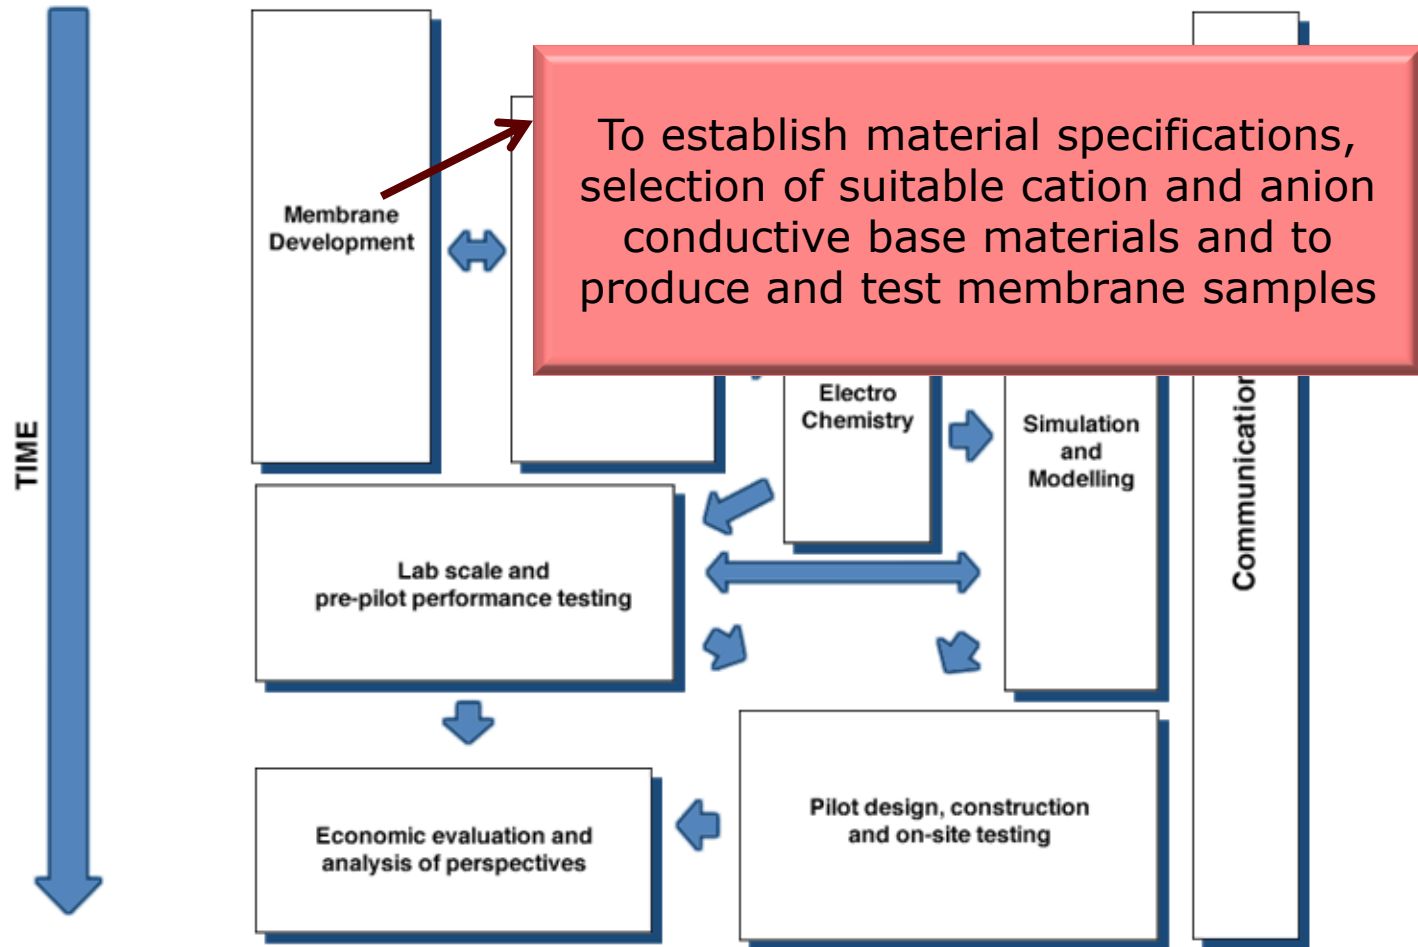 To establish material specifications,
selection of suitable cation and anion
conductive base materials and to
produce and test membrane samples
Membrane
Development
Electro
Chemistry
Simulation
and
Modelling
Communication
TIME
Lab scale and
pre-pilot performance testing
Pilot design, construction
and on-site testing
Economic evaluation and
analysis of perspectives